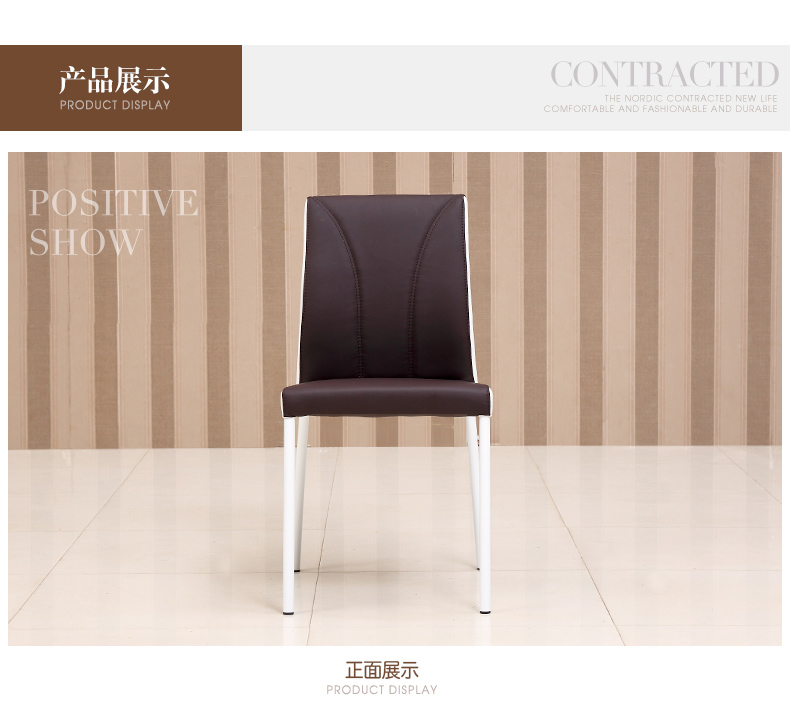 产品展示
PRODUCT DISPLAY
CONTRACTED
THE NORDIC CONTRACTED NEW LIFE
COMFORTABLE AND FASHIONABLE AND DURABLE
POSITIVE
SHOW
正面展示
PRODUCT DISPLAY